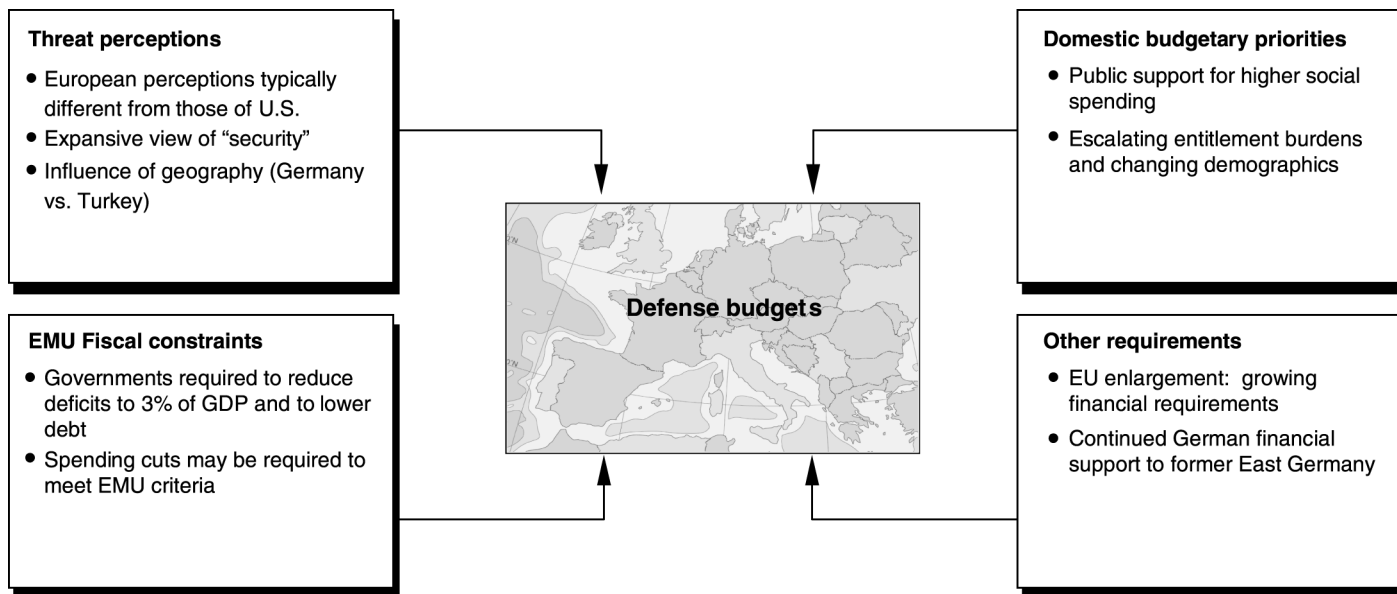 Threat perceptions
• European perceptions typically
different from those of U.S.
• Expansive view of “security”
• Influence of geography (Germany
vs. Turkey)
Domestic budgetary priorities
• Public support for higher social
spending
• Escalating entitlement burdens
and changing demographics
Defense budgets
EMU Fiscal constraints
• Governments required to reduce
deficits to 3% of GDP and to lower
debt
• Spending cuts may be required to
meet EMU criteria
Other requirements
• EU enlargement:  growing
financial requirements
• Continued German financial
support to former East Germany